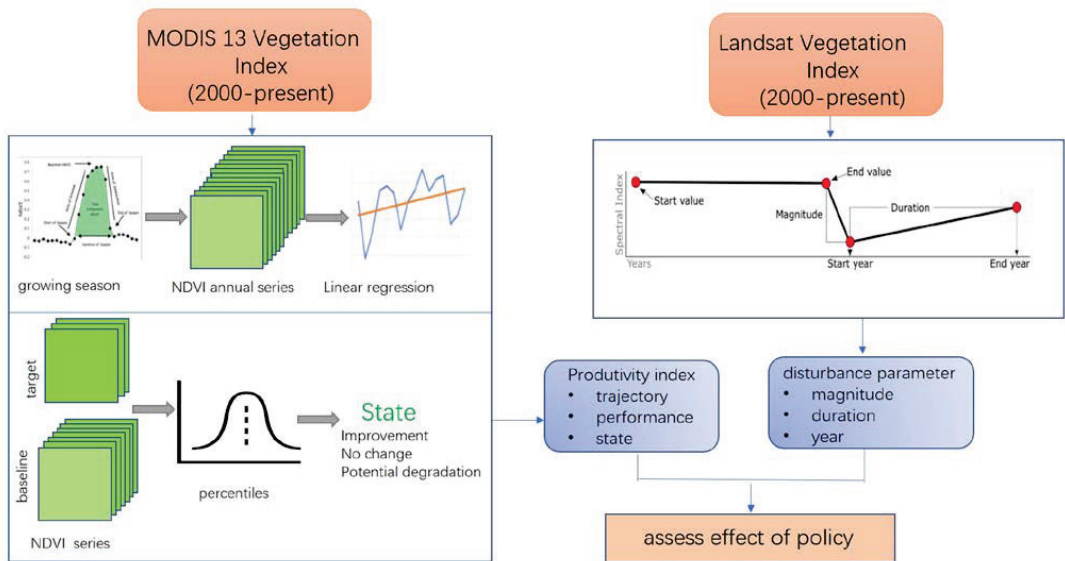 MODIS 13 Vegetation
Index
(2000-present)
Landsat Vegetation
Index
(2000-present)
growing season
NDVI annual series
Linear regression
Spectral Index
Years
Start value
End value
Magnitude
Duration
Start year
End year
target
baseline
NDVI series
percentiles
State
Improvement
No change
Potential degradation
Produtivity index
• trajectory
• performance
• state
disturbance parameter
• magnitude
• duration
• year
assess effect of policy